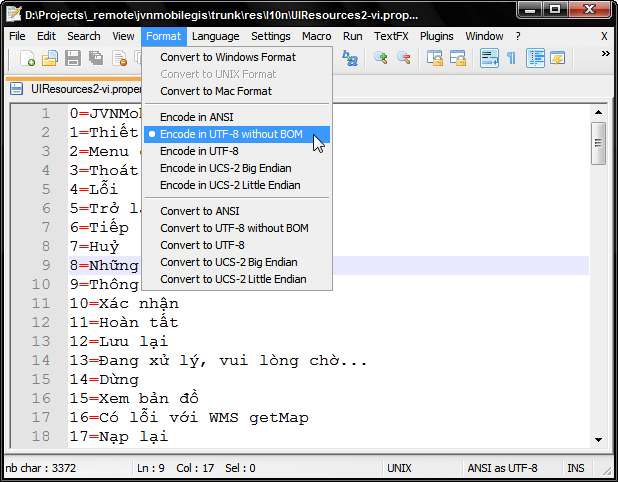 D:\Projects\_remote\jvnmobilegis\trunk\res\l10n\UIResources2-vi.prope...
File Edit Search View Format Language Settings Macro Run TextFX Plugins Window ? X
UIResources2-vi.proper
Convert to Windows Format
Convert to UNIX Format
Convert to Mac Format
Encode in ANSI
Encode in UTF-8 without BOM
Encode in UTF-8
Encode in UCS-2 Big Endian
Encode in UCS-2 Little Endian
Convert to ANSI
Convert to UTF-8 without BOM
Convert to UTF-8
Convert to UCS-2 Big Endian
Convert to UCS-2 Little Endian
1 0=JVNMob
2 1=Thiết
3 2=Menu
4 3=Thoát
5 4=Lỗi
6 5=Trở l
7 6=Tiếp
8 7=Huỷ
9 8=Những
10 9=Thông
11 10=Xác nhận
12 11=Hoàn tất
13 12=Lưu lại
14 13=Đang xử lý, vui lòng chờ...
15 14=Dừng
16 15=Xem bản đồ
17 16=Có lỗi với WMS getMap
18 17=Nạp lại
nb char : 3372 Ln : 9 Col : 17 Sel : 0 UNIX ANSI as UTF-8 INS